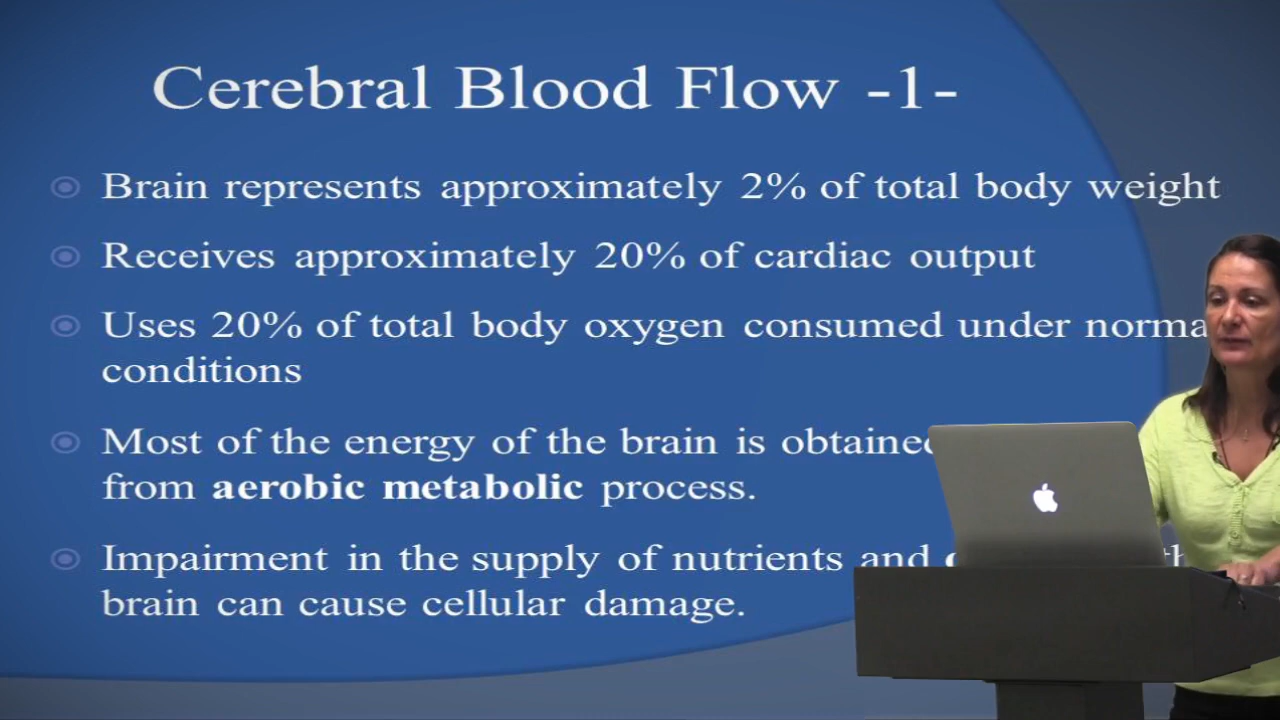 Cerebral Blood Flow -1-
Brain represents approximately 2% of total body weight
Receives approximately 20% of cardiac output
Uses 20% of total body oxygen consumed under
conditions
Most of the energy of the brain is obtained
from aerobic metabolic process.
Impairment in the supply of nutrients and
brain can cause cellular damage.